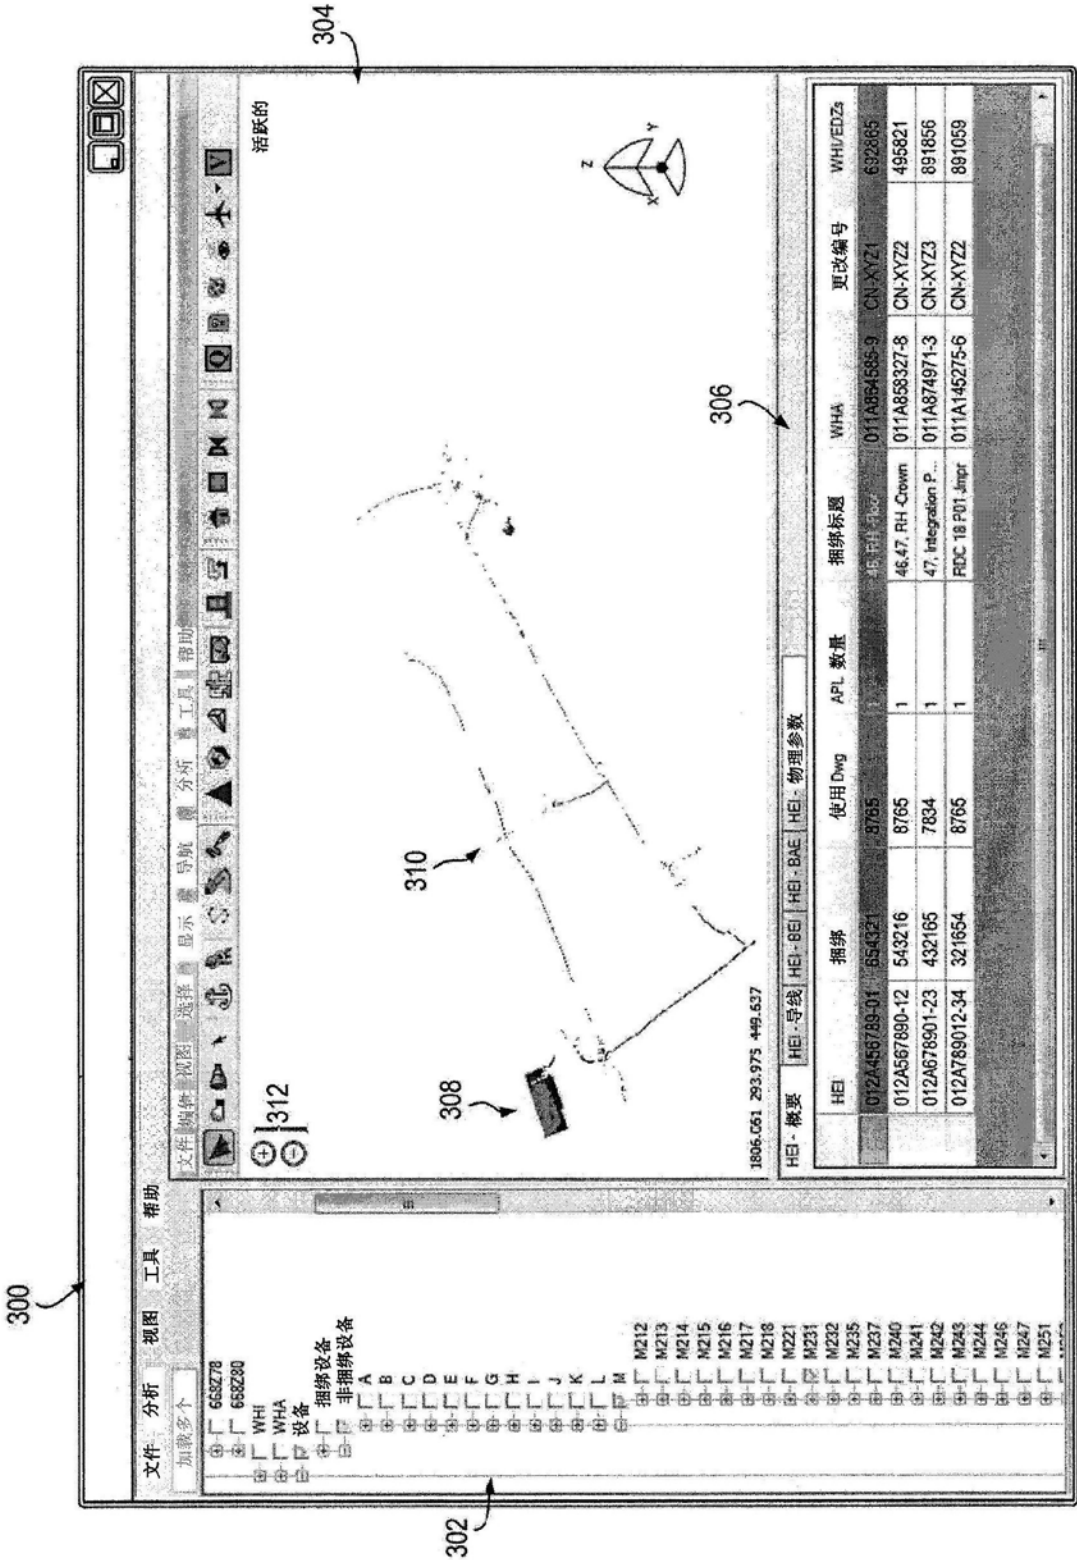 300
304
文件 分析 视图 工具 帮助
加载多个
668Z78
668Z80
WHI
WHA
设备
捆绑设备
非捆绑设备
A
B
C
D
E
F
G
H
I
J
K
L
M
M212
M213
M214
M215
M216
M217
M218
M221
M231
M232
M235
M237
M240
M241
M242
M243
M244
M246
M247
M251
302
文件 编辑 视图 选择 显示 导航 分析 工具 帮助
Q V
312
活跃的
310
308
Z
X
Y
1806.061 293.975 449.637
306
HEI - 概要 HEI - 导线 HEI - BEI HEI - BAE HEI - 物理参数
HEI 捆绑 使用Dwg APL 数量 捆绑标题 WHA 更改编号 WHI/EDZs
012A456789-01 654321 8765 1 011A864585-9 CN-XYZ1 692865
012A567890-12 543216 8765 1 46,47, RH -Crown 011A858327-8 CN-XYZ2 495821
012A678901-23 432165 7834 1 47, Integration P... 011A874971-3 CN-XYZ3 891856
012A789012-34 321654 8765 1 RDC 18 P01 Jmpr 011A145275-6 CN-XYZ2 891059